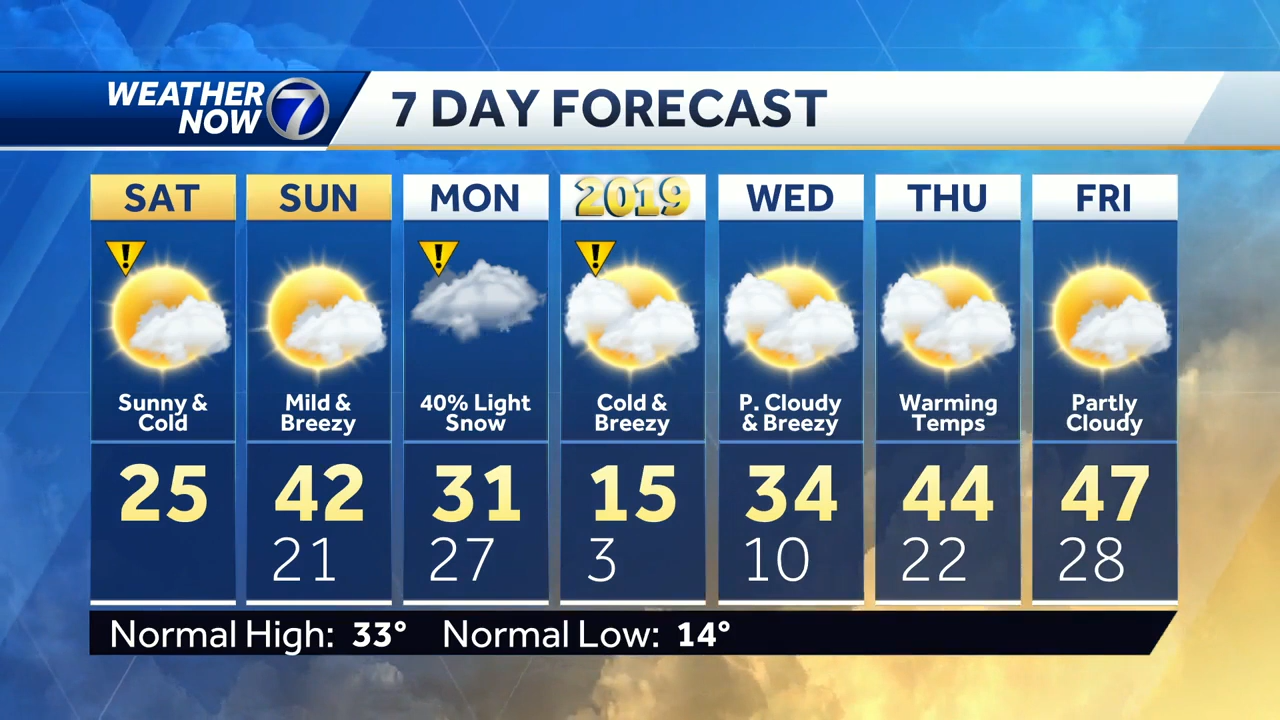 WEATHER
NOW 7
7 DAY FORECAST
SAT SUN MON 2019 WED THU FRI
! ! !
Sunny & Mild & 40% Light Cold & P. Cloudy Warming Partly
Cold Breezy Snow Breezy & Breezy Temps Cloudy
25 42 31 15 34 44 47
21 27 3 10 22 28
Normal High: 33° Normal Low: 14°